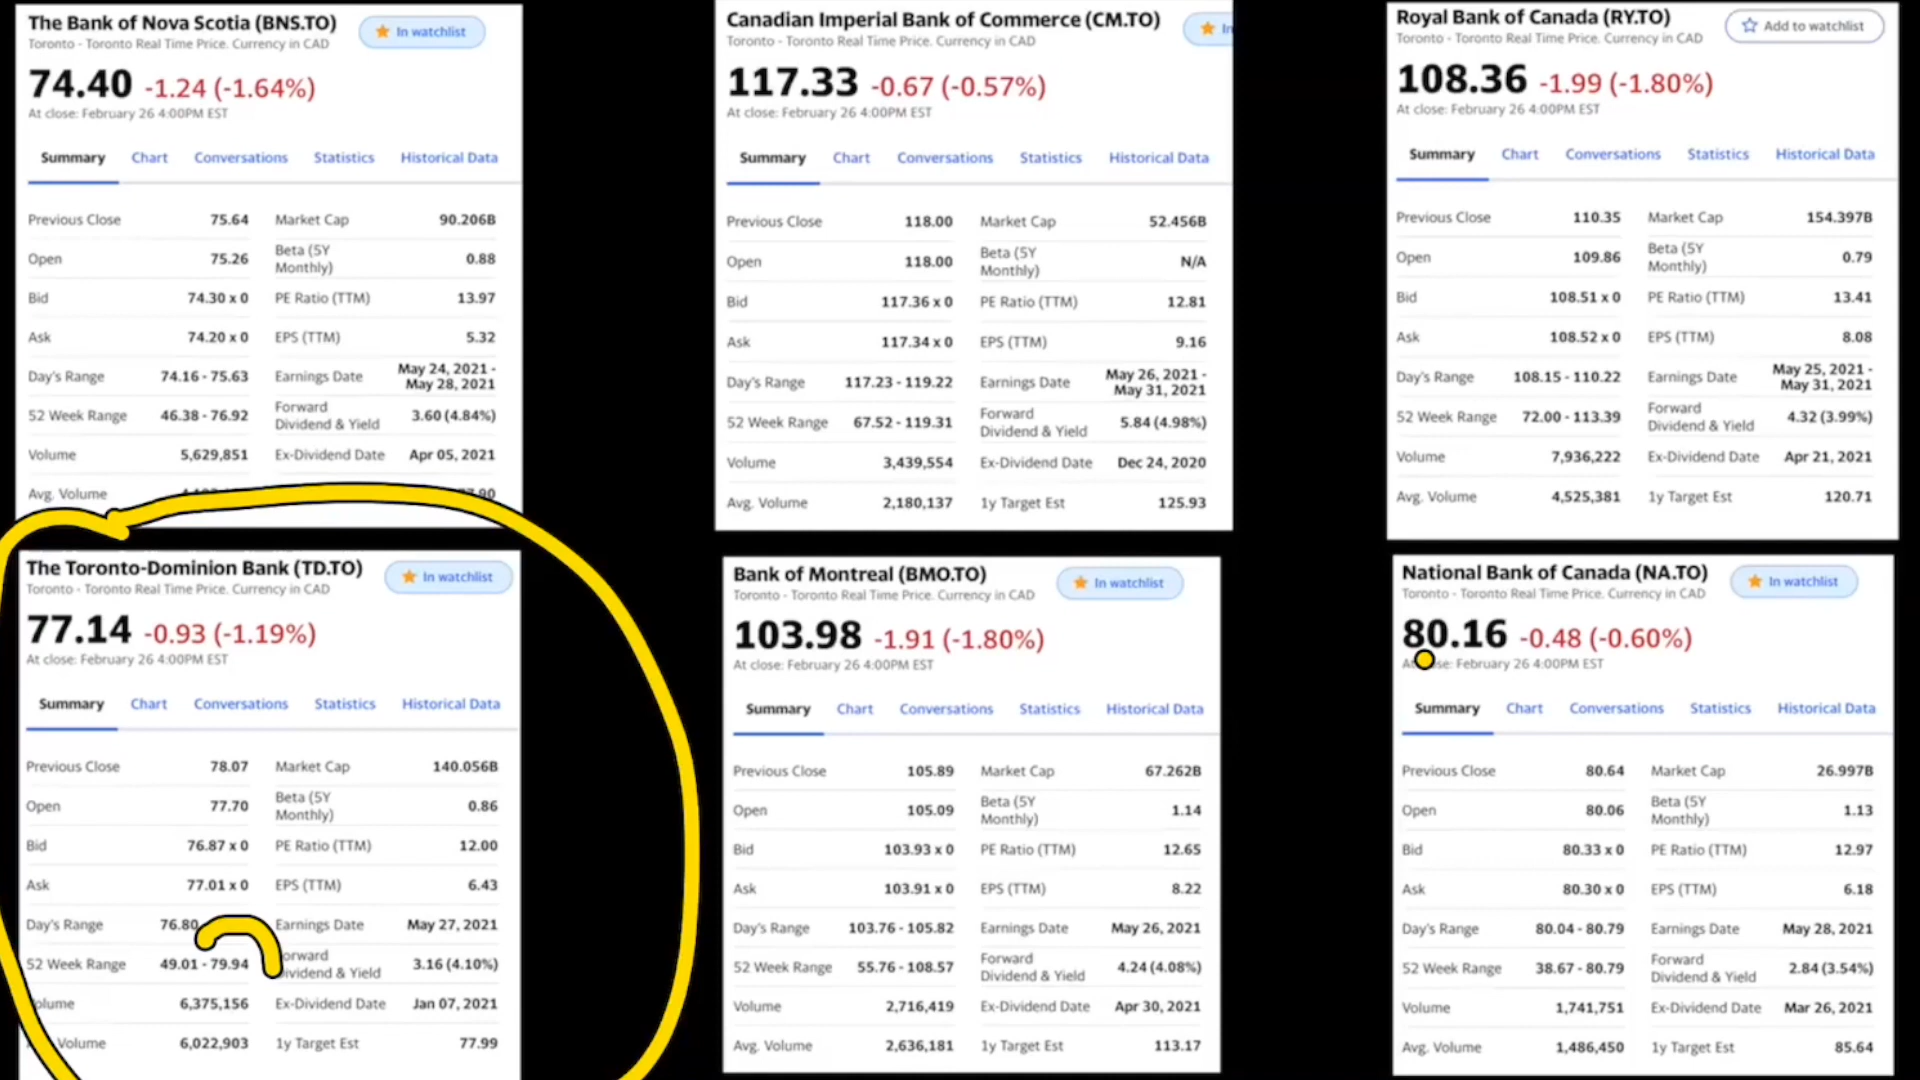 The Bank of Nova Scotia (BNS.TO)
In watchlist
Toronto - Toronto Real Time Price. Currency in CAD
74.40 -1.24 (-1.64%)
At close: February 26 4:00PM EST
Summary Chart Conversations Statistics Historical Data
Previous Close 75.64 Market Cap 90.206B
Open 75.26 Beta (5Y Monthly) 0.88
Bid 74.30 x 0 PE Ratio (TTM) 13.97
Ask 74.20 x 0 EPS (TTM) 5.32
Day's Range 74.16 - 75.63 Earnings Date May 24, 2021 - May 28, 2021
52 Week Range 46.38 - 76.92 Forward Dividend & Yield 3.60 (4.84%)
Volume 5,629,851 Ex-Dividend Date Apr 05, 2021
Avg. Volume
Canadian Imperial Bank of Commerce (CM.TO)
In
Toronto - Toronto Real Time Price. Currency in CAD
117.33 -0.67 (-0.57%)
At close: February 26 4:00PM EST
Summary Chart Conversations Statistics Historical Data
Previous Close 118.00 Market Cap 52.456B
Open 118.00 Beta (5Y Monthly) N/A
Bid 117.36 x 0 PE Ratio (TTM) 12.81
Ask 117.34 x 0 EPS (TTM) 9.16
Day's Range 117.23 - 119.22 Earnings Date May 26, 2021 - May 31, 2021
52 Week Range 67.52 - 119.31 Forward Dividend & Yield 5.84 (4.98%)
Volume 3,439,554 Ex-Dividend Date Dec 24, 2020
Avg. Volume 2,180,137 1y Target Est 125.93
Royal Bank of Canada (RY.TO)
Add to watchlist
Toronto - Toronto Real Time Price. Currency in CAD
108.36 -1.99 (-1.80%)
At close: February 26 4:00PM EST
Summary Chart Conversations Statistics Historical Data
Previous Close 110.35 Market Cap 154.397B
Open 109.86 Beta (5Y Monthly) 0.79
Bid 108.51 x 0 PE Ratio (TTM) 13.41
Ask 108.52 x 0 EPS (TTM) 8.08
Day's Range 108.15 - 110.22 Earnings Date May 25, 2021 - May 31, 2021
52 Week Range 72.00 - 113.39 Forward Dividend & Yield 4.32 (3.99%)
Volume 7,936,222 Ex-Dividend Date Apr 21, 2021
Avg. Volume 4,525,381 1y Target Est 120.71
The Toronto-Dominion Bank (TD.TO)
In watchlist
Toronto - Toronto Real Time Price. Currency in CAD
77.14 -0.93 (-1.19%)
At close: February 26 4:00PM EST
Summary Chart Conversations Statistics Historical Data
Previous Close 78.07 Market Cap 140.056B
Open 77.70 Beta (5Y Monthly) 0.86
Bid 76.87 x 0 PE Ratio (TTM) 12.00
Ask 77.01 x 0 EPS (TTM) 6.43
Day's Range 76.80 Earnings Date May 27, 2021
52 Week Range 49.01 - 79.94 Forward Dividend & Yield 3.16 (4.10%)
Volume 6,375,156 Ex-Dividend Date Jan 07, 2021
Volume 6,022,903 1y Target Est 77.99
Bank of Montreal (BMO.TO)
In watchlist
Toronto - Toronto Real Time Price. Currency in CAD
103.98 -1.91 (-1.80%)
At close: February 26 4:00PM EST
Summary Chart Conversations Statistics Historical Data
Previous Close 105.89 Market Cap 67.262B
Open 105.09 Beta (5Y Monthly) 1.14
Bid 103.93 x 0 PE Ratio (TTM) 12.65
Ask 103.91 x 0 EPS (TTM) 8.22
Day's Range 103.76 - 105.82 Earnings Date May 26, 2021
52 Week Range 55.76 - 108.57 Forward Dividend & Yield 4.24 (4.08%)
Volume 2,716,419 Ex-Dividend Date Apr 30, 2021
Avg. Volume 2,636,181 1y Target Est 113.17
National Bank of Canada (NA.TO)
In watchlist
Toronto - Toronto Real Time Price. Currency in CAD
80.16 -0.48 (-0.60%)
At close: February 26 4:00PM EST
Summary Chart Conversations Statistics Historical Data
Previous Close 80.64 Market Cap 26.997B
Open 80.06 Beta (5Y Monthly) 1.13
Bid 80.33 x 0 PE Ratio (TTM) 12.97
Ask 80.30 x 0 EPS (TTM) 6.18
Day's Range 80.04 - 80.79 Earnings Date May 28, 2021
52 Week Range 38.67 - 80.79 Forward Dividend & Yield 2.84 (3.54%)
Volume 1,741,751 Ex-Dividend Date Mar 26, 2021
Avg. Volume 1,486,450 1y Target Est 85.64